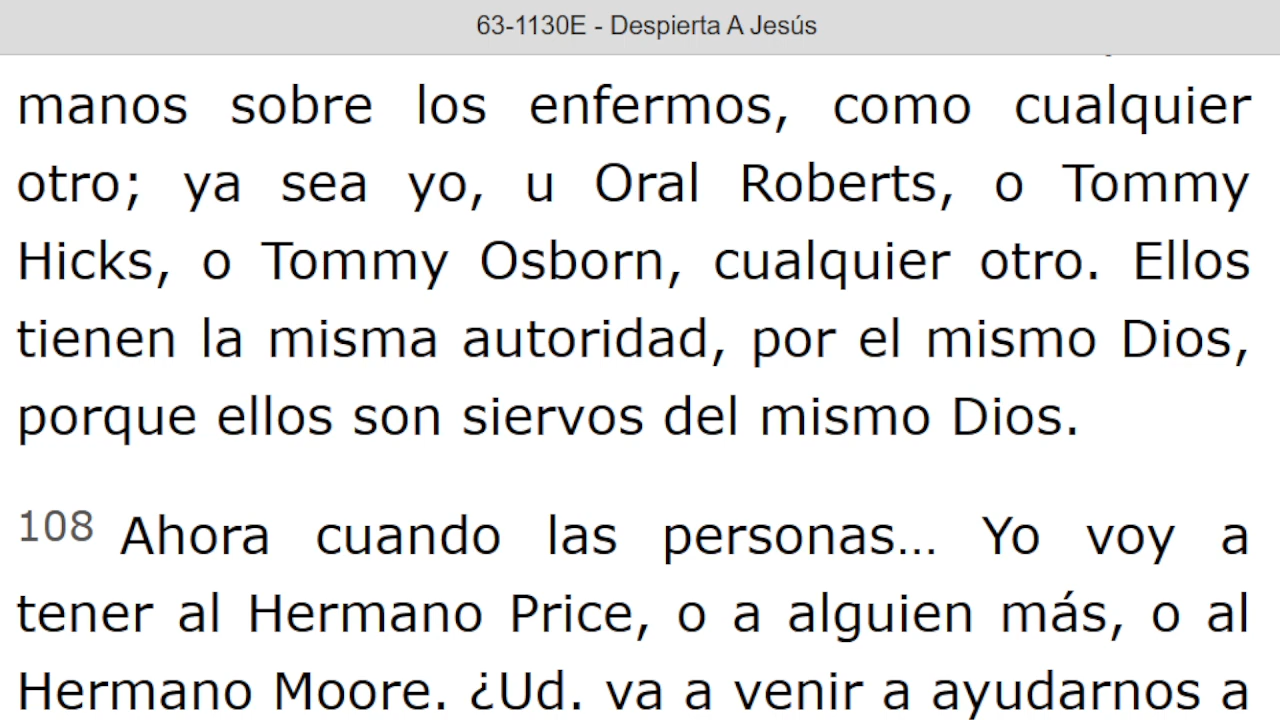 63-1130E - Despierta A Jesús
manos sobre los enfermos, como cualquier
otro; ya sea yo, u Oral Roberts, o Tommy
Hicks, o Tommy Osborn, cualquier otro. Ellos
tienen la misma autoridad, por el mismo Dios,
porque ellos son siervos del mismo Dios.
108 Ahora cuando las personas… Yo voy a
tener al Hermano Price, o a alguien más, o al
Hermano Moore. ¿Ud. va a venir a ayudarnos a